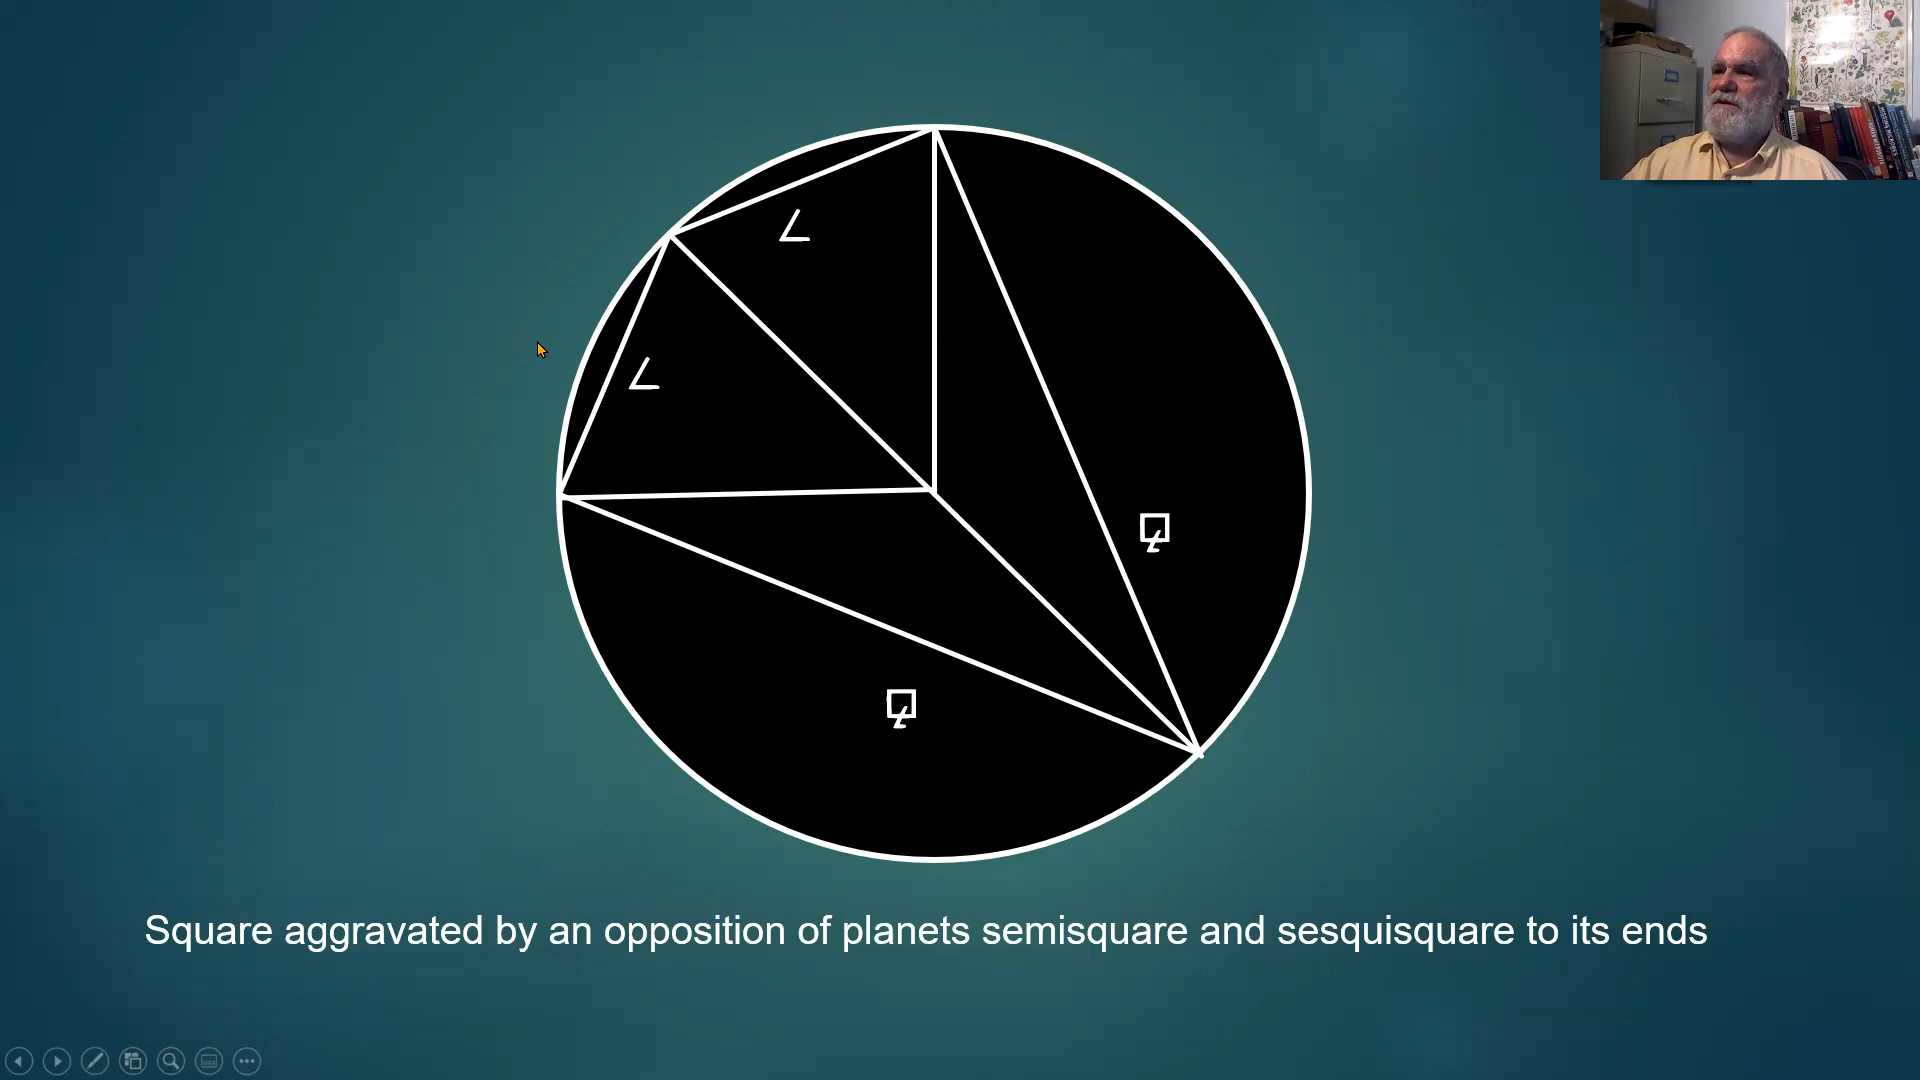 ∠
∠
⚼
⚼
Square aggravated by an opposition of planets semisquare and sesquisquare to its ends